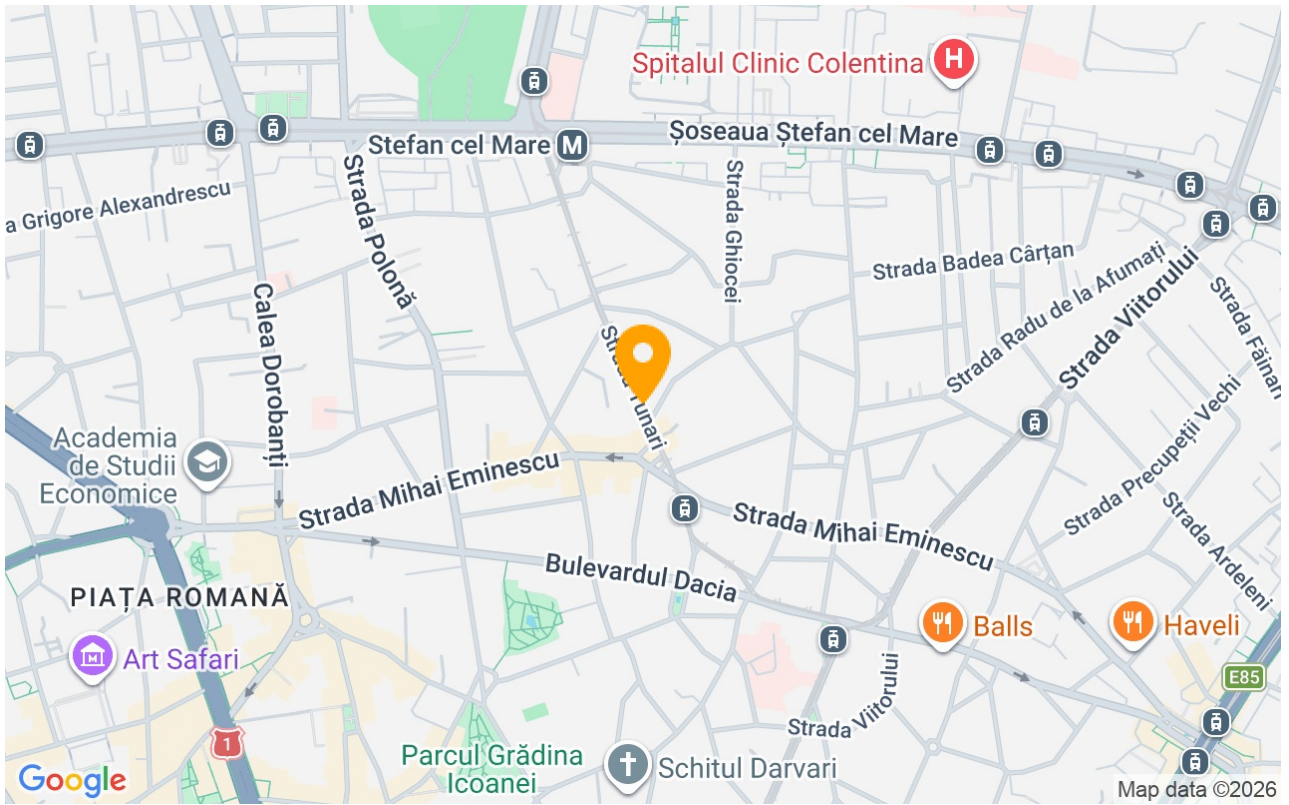 Spitalul Clinic Colentina
H
Stefan cel Mare
M
Șoseaua Ștefan cel Mare
a Grigore Alexandrescu
Strada Polonă
Strada Ghiocei
Strada Badea Cârțan
Calea Dorobanți
Strada Tunari
Strada Radu de la Afumați
Strada Viitorului
Strada Făinari
Academia
de Studii
Economice
Strada Mihai Eminescu
Strada Precupeții Vechi
Strada Mihai Eminescu
Strada Ardeleni
Bulevardul Dacia
PIAȚA ROMANĂ
Balls
Haveli
Art Safari
M
E85
Strada Viitorului
1
Parcul Grădina
Icoanei
Schitul Darvari
Google
Map data ©2026